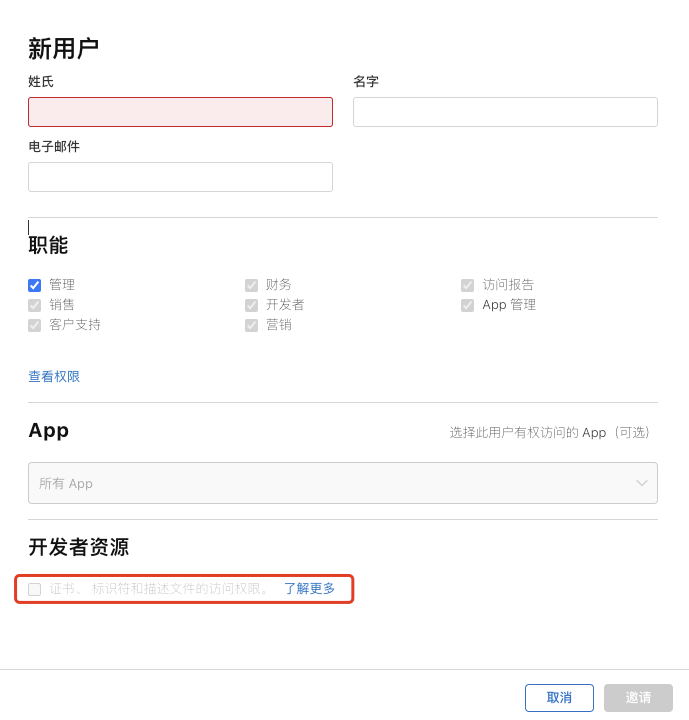 新用户
姓氏 名字
电子邮件
职能
管理 财务 访问报告
销售 开发者 App 管理
客户支持 营销
查看权限
App 选择此用户有权访问的 App（可选）
所有 App
开发者资源
证书、标识符和描述文件的访问权限。 了解更多
取消 邀请